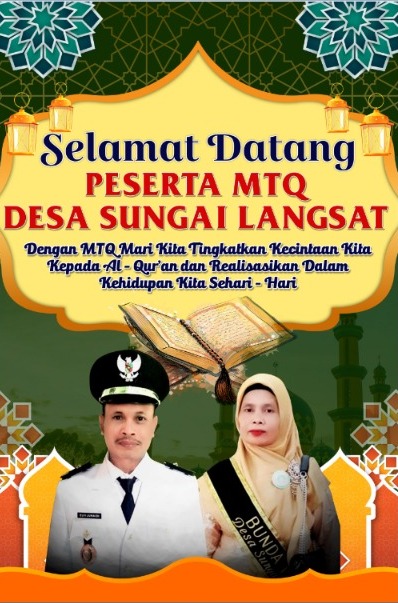 Selamat Datang
PESERTA MTQ
DESA SUNGAI LANGSAT
Dengan MTQ Mari Kita Tingkatkan Kecintaan Kita
Kepada Al - Qur'an dan Realisasikan Dalam
Kehidupan Kita Sehari - Hari
BUNDA
Desa